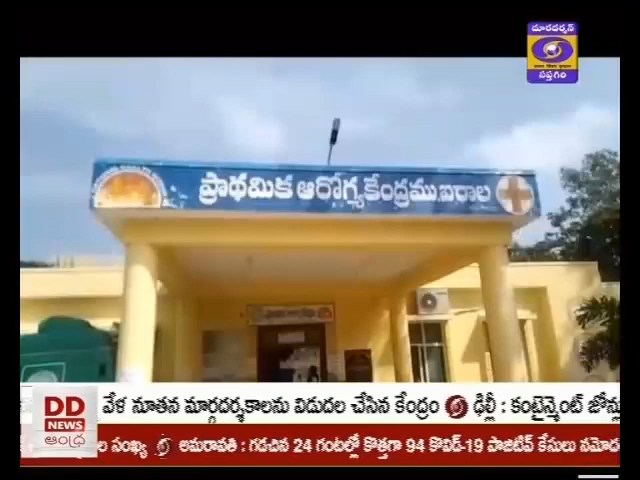 దూరదర్శన్
సప్తగిరి
ప్రాథమిక ఆరోగ్య కేంద్రము, ఐరాల
DD
NEWS
ఆంధ్ర
వేళ నూతన మార్గదర్శకాలను విడుదల చేసిన కేంద్రం ఢిల్లీ : కంటైన్మెంట్ జోన్లు
ల సంఖ్య అమరావతి : గడచిన 24 గంటల్లో కొత్తగా 94 కొవిడ్-19 పాజిటివ్ కేసులు నమోద